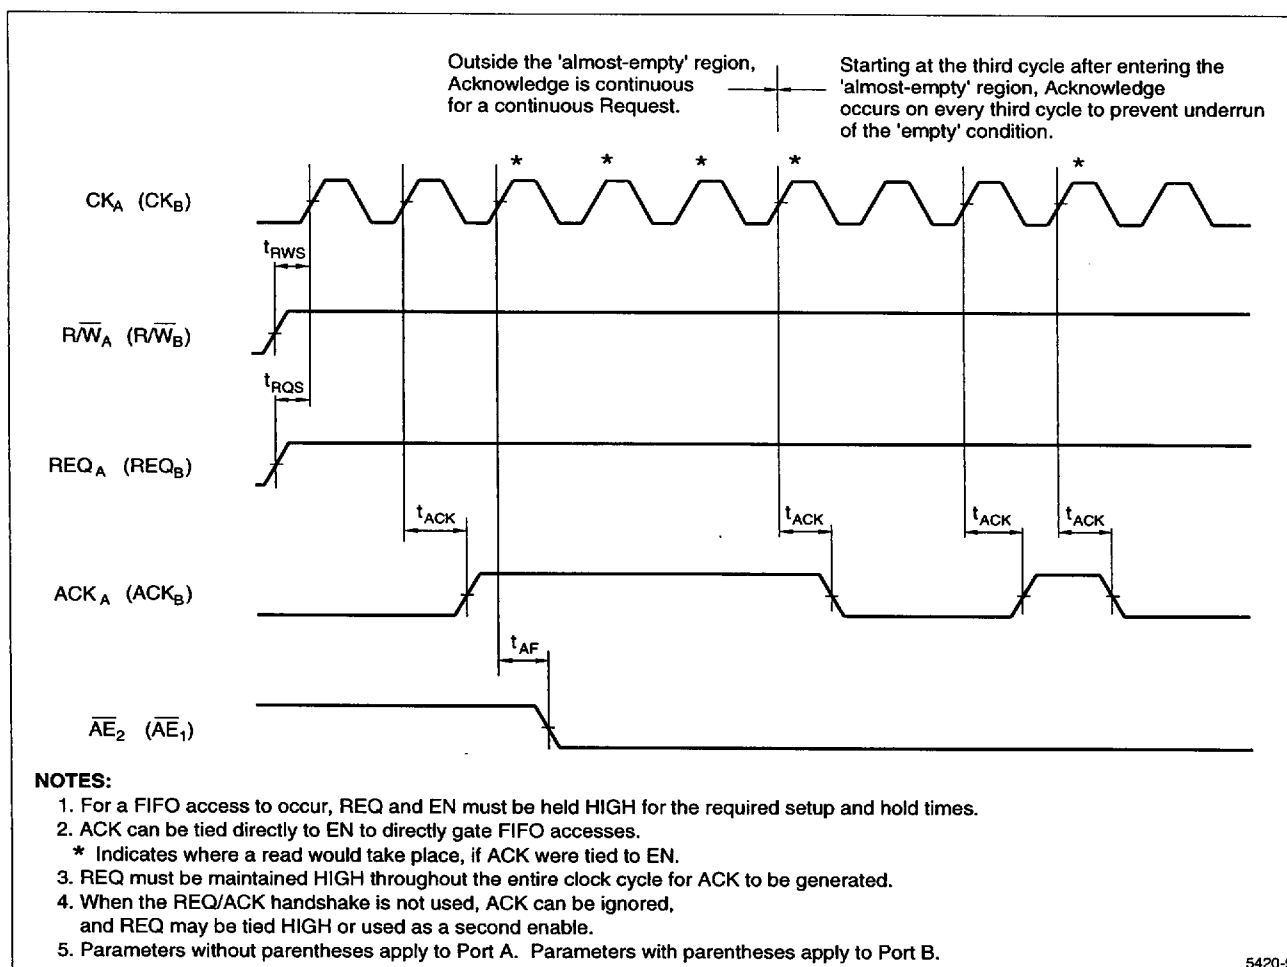 Outside the 'almost-empty' region,
Acknowledge is continuous
for a continuous Request.
Starting at the third cycle after entering the
'almost-empty' region, Acknowledge
occurs on every third cycle to prevent underrun
of the 'empty' condition.
* * * * *
CKA (CKB)
tRWS
R/W̅A (R/W̅B)
tRQS
REQA (REQB)
tACK tACK tACK tACK
ACKA (ACKB)
tAF
A̅E̅2 (A̅E̅1)
NOTES:
1. For a FIFO access to occur, REQ and EN must be held HIGH for the required setup and hold times.
2. ACK can be tied directly to EN to directly gate FIFO accesses.
* Indicates where a read would take place, if ACK were tied to EN.
3. REQ must be maintained HIGH throughout the entire clock cycle for ACK to be generated.
4. When the REQ/ACK handshake is not used, ACK can be ignored,
and REQ may be tied HIGH or used as a second enable.
5. Parameters without parentheses apply to Port A. Parameters with parentheses apply to Port B.